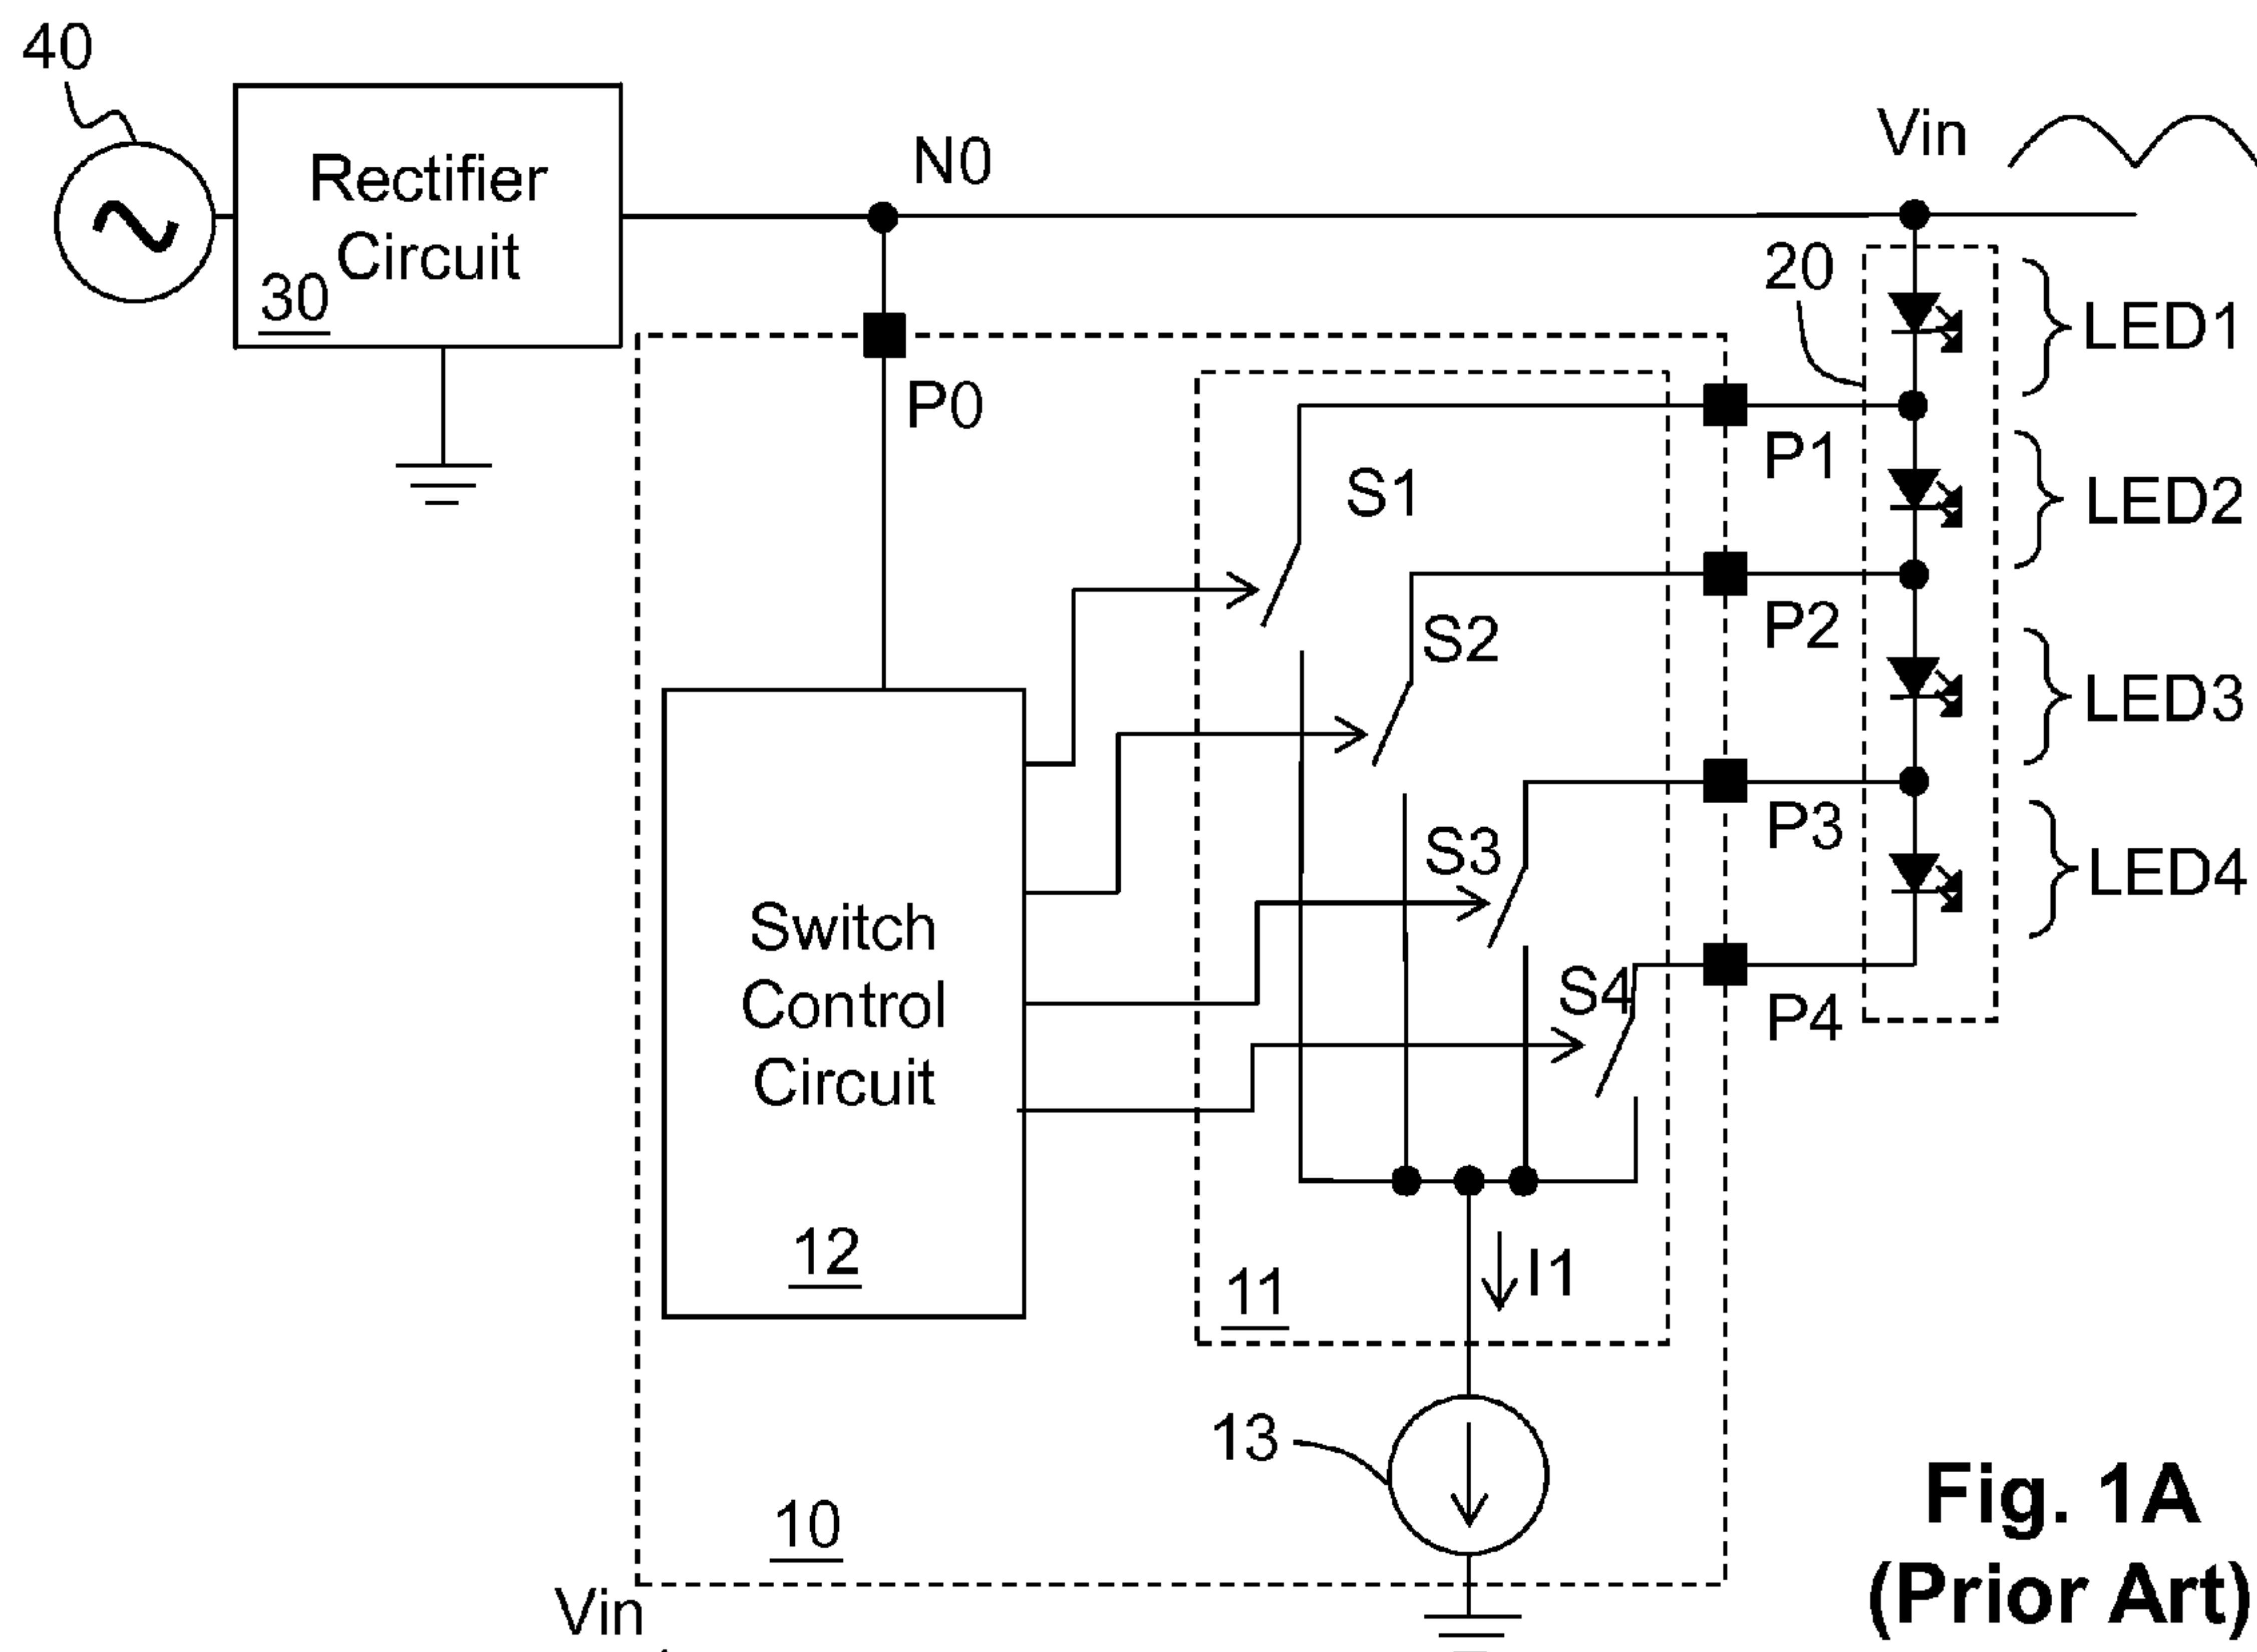 40
Rectifier
Circuit
30
N0
Vin
P0
20
LED1
P1
S1
LED2
P2
S2
LED3
P3
S3
LED4
S4
P4
Switch
Control
Circuit
12
11
I1
13
10
Vin
Fig. 1A
(Prior Art)